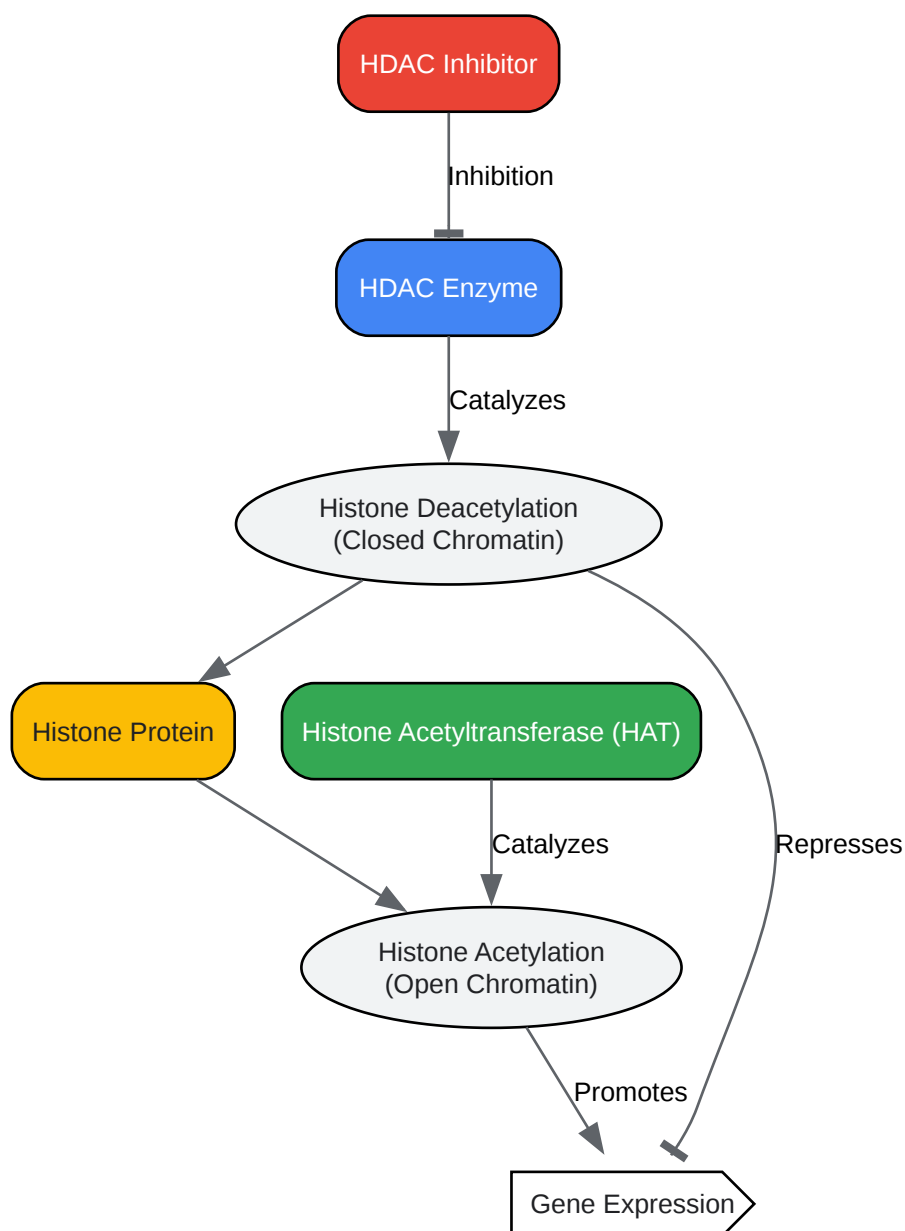 HDAC Inhibitor
Inhibition
HDAC Enzyme
Catalyzes
Histone Deacetylation
(Closed Chromatin)
Histone Protein
Histone Acetyltransferase (HAT)
Catalyzes
Represses
Histone Acetylation
(Open Chromatin)
Promotes
Gene Expression